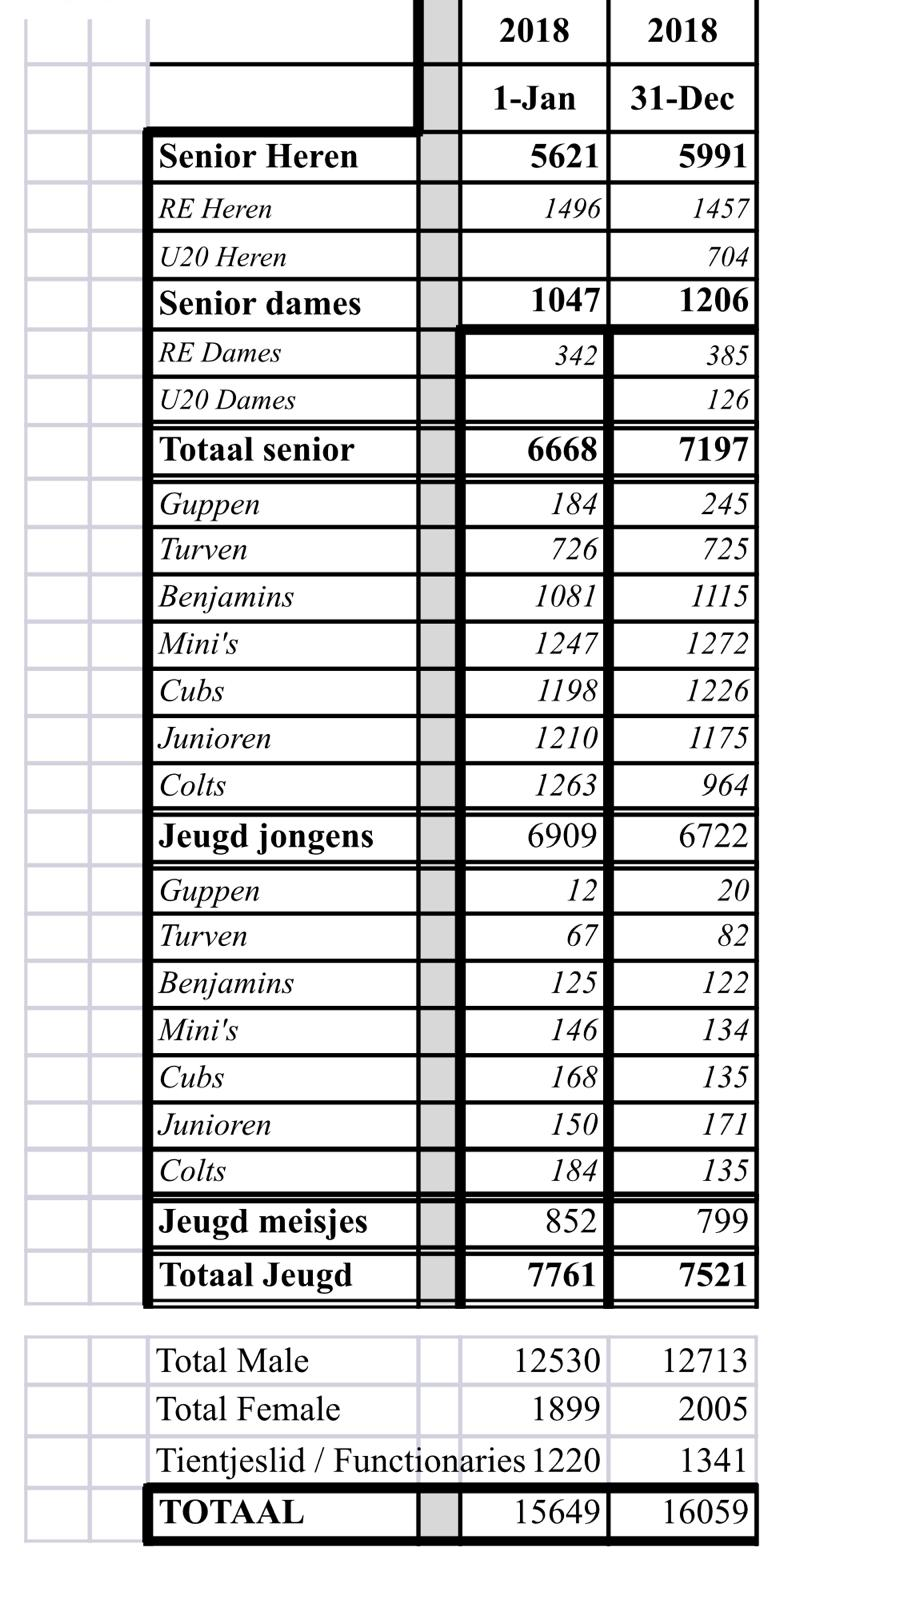 2018 2018
1-Jan 31-Dec
Senior Heren 5621 5991
RE Heren 1496 1457
U20 Heren 704
Senior dames 1047 1206
RE Dames 342 385
U20 Dames 126
Totaal senior 6668 7197
Guppen 184 245
Turven 726 725
Benjamins 1081 1115
Mini's 1247 1272
Cubs 1198 1226
Junioren 1210 1175
Colts 1263 964
Jeugd jongens 6909 6722
Guppen 12 20
Turven 67 82
Benjamins 125 122
Mini's 146 134
Cubs 168 135
Junioren 150 171
Colts 184 135
Jeugd meisjes 852 799
Totaal Jeugd 7761 7521
Total Male 12530 12713
Total Female 1899 2005
Tientjeslid / Functionaries 1220 1341
TOTAAL 15649 16059